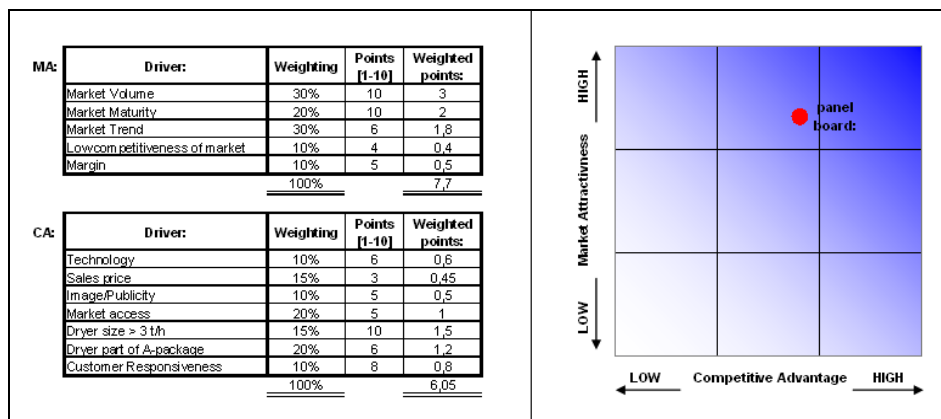 MA: Driver: Weighting Points [1-10] Weighted points:
Market Volume 30% 10 3
Market Maturity 20% 10 2
Market Trend 30% 6 1,8
Lowcompetitiveness of market 10% 4 0,4
Margin 10% 5 0,5
100% 7,7
CA: Driver: Weighting Points [1-10] Weighted points:
Technology 10% 6 0,6
Sales price 15% 3 0,45
Image/Publicity 10% 5 0,5
Market access 20% 5 1
Dryer size > 3 t/h 15% 10 1,5
Dryer part of A-package 20% 6 1,2
Customer Responsiveness 10% 8 0,8
100% 6,05
HIGH
Market Attractivness
LOW
panel
board:
LOW Competitive Advantage HIGH